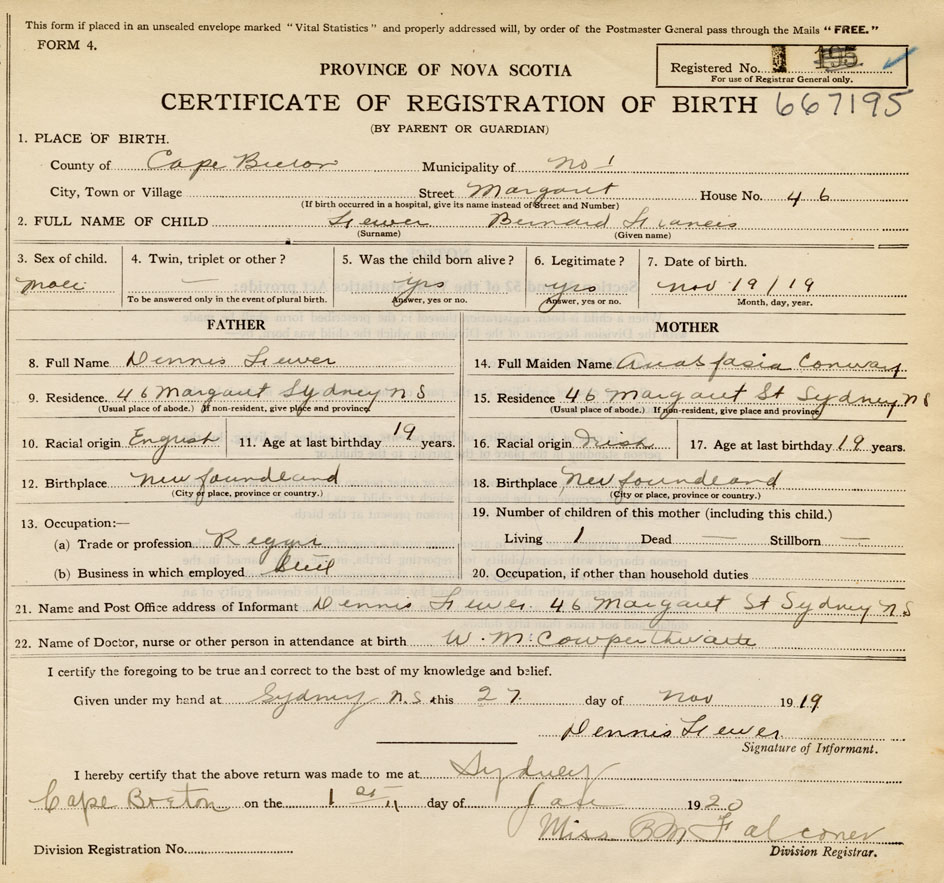 This form if placed in an unsealed envelope marked "Vital Statistics" and properly addressed will, by order of the Postmaster General pass through the Mails "FREE."
FORM 4.
Registered No. 195
For use of Registrar General only.
PROVINCE OF NOVA SCOTIA
CERTIFICATE OF REGISTRATION OF BIRTH 667195
(BY PARENT OR GUARDIAN)
1. PLACE OF BIRTH.
County of Cape Breton Municipality of No 1
City, Town or Village Street Margaret House No. 46
(If birth occurred in a hospital, give its name instead of Street and Number)
2. FULL NAME OF CHILD Fewer Bernard Francis
(Surname) (Given name)
3. Sex of child. 4. Twin, triplet or other? 5. Was the child born alive? 6. Legitimate? 7. Date of birth.
Male — yes yes Nov 19/19
To be answered only in the event of plural birth. Answer, yes or no. Answer, yes or no. Month, day, year.
FATHER MOTHER
8. Full Name Dennis Fewer 14. Full Maiden Name Anastasia Conway
9. Residence. 46 Margaret Sydney N S 15. Residence 46 Margaret St Sydney N S
(Usual place of abode.) If non-resident, give place and province (Usual place of abode.) If non-resident, give place and province
10. Racial origin English 11. Age at last birthday 19 years. 16. Racial origin Irish 17. Age at last birthday 19 years.
12. Birthplace Newfoundland 18. Birthplace Newfoundland
(City or place, province or country.) (City or place, province or country.)
13. Occupation:— 19. Number of children of this mother (including this child.)
(a) Trade or profession Living 1 Dead — Stillborn —
(b) Business in which employed Steel 20. Occupation, if other than household duties
21. Name and Post Office address of Informant Dennis Fewer. 46 Margaret St Sydney N S
22. Name of Doctor, nurse or other person in attendance at birth W. McCowperthwaite
I certify the foregoing to be true and correct to the best of my knowledge and belief.
Given under my hand at Sydney N.S. this 27 day of Nov 1919
Dennis Fewer
Signature of Informant.
I hereby certify that the above return was made to me at Sydney
Cape Breton on the 1st day of Jan 1920
Miss B M Falconer
Division Registration No. Division Registrar.